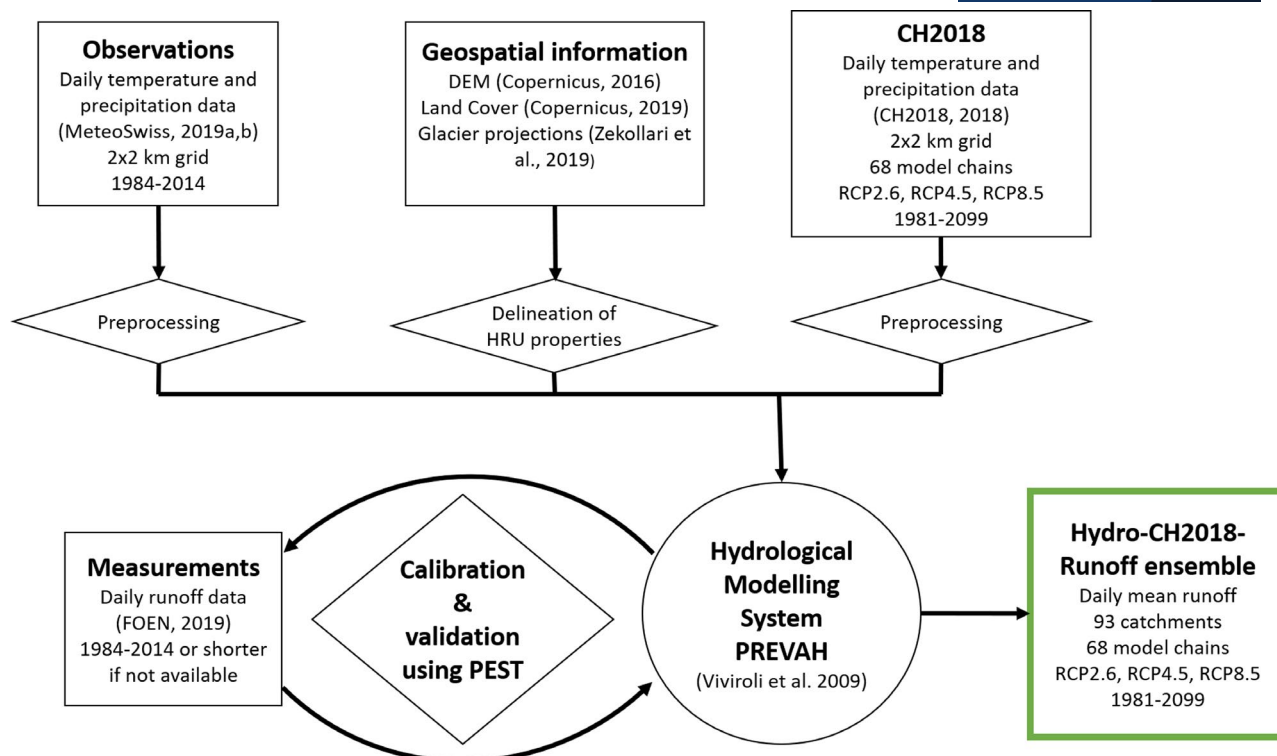 Observations
Daily temperature and
precipitation data
(MeteoSwiss, 2019a,b)
2x2 km grid
1984-2014
Geospatial information
DEM (Copernicus, 2016)
Land Cover (Copernicus, 2019)
Glacier projections (Zekollari et
al., 2019)
CH2018
Daily temperature and
precipitation data
(CH2018, 2018)
2x2 km grid
68 model chains
RCP2.6, RCP4.5, RCP8.5
1981-2099
Preprocessing
Delineation of
HRU properties
Preprocessing
Measurements
Daily runoff data
(FOEN, 2019)
1984-2014 or shorter
if not available
Calibration
&
validation
using PEST
Hydrological
Modelling
System
PREVAH
(Viviroli et al. 2009)
Hydro-CH2018-
Runoff ensemble
Daily mean runoff
93 catchments
68 model chains
RCP2.6, RCP4.5, RCP8.5
1981-2099